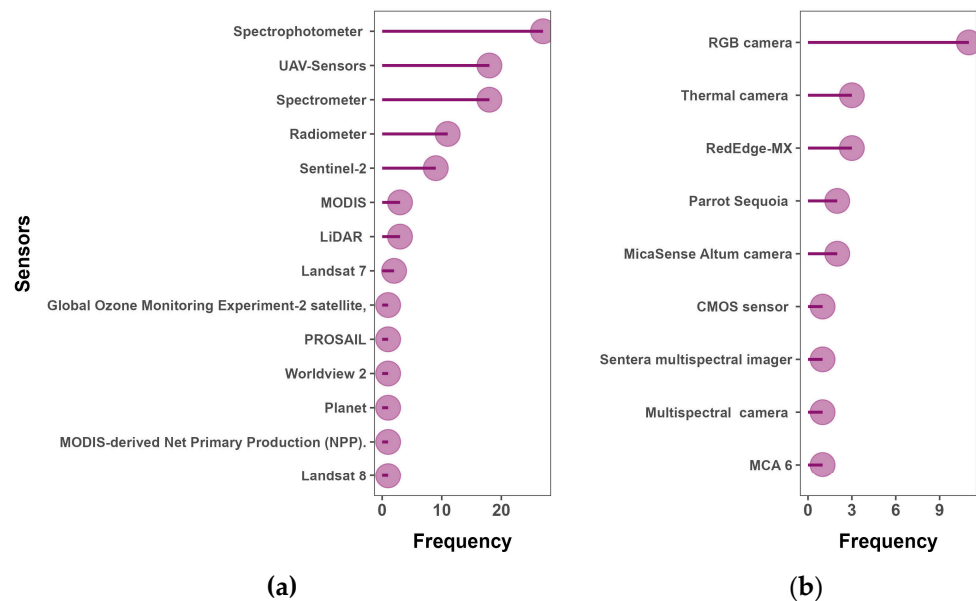 Sensors
Spectrophotometer
UAV-Sensors
Spectrometer
Radiometer
Sentinel-2
MODIS
LiDAR
Landsat 7
Global Ozone Monitoring Experiment-2 satellite,
PROSAIL
Worldview 2
Planet
MODIS-derived Net Primary Production (NPP).
Landsat 8
0 10 20
Frequency
(a)
RGB camera
Thermal camera
RedEdge-MX
Parrot Sequoia
MicaSense Altum camera
CMOS sensor
Sentera multispectral imager
Multispectral camera
MCA 6
0 3 6 9
Frequency
(b)